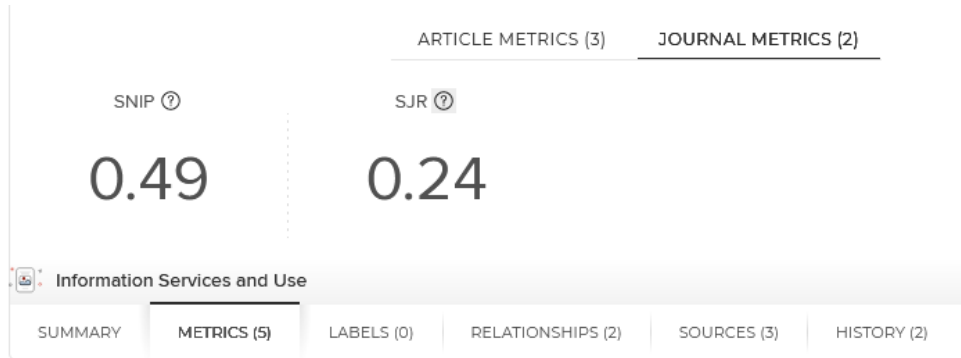 ARTICLE METRICS (3) JOURNAL METRICS (2)
SNIP ? SJR ?
0.49 0.24
Information Services and Use
SUMMARY METRICS (5) LABELS (0) RELATIONSHIPS (2) SOURCES (3) HISTORY (2)